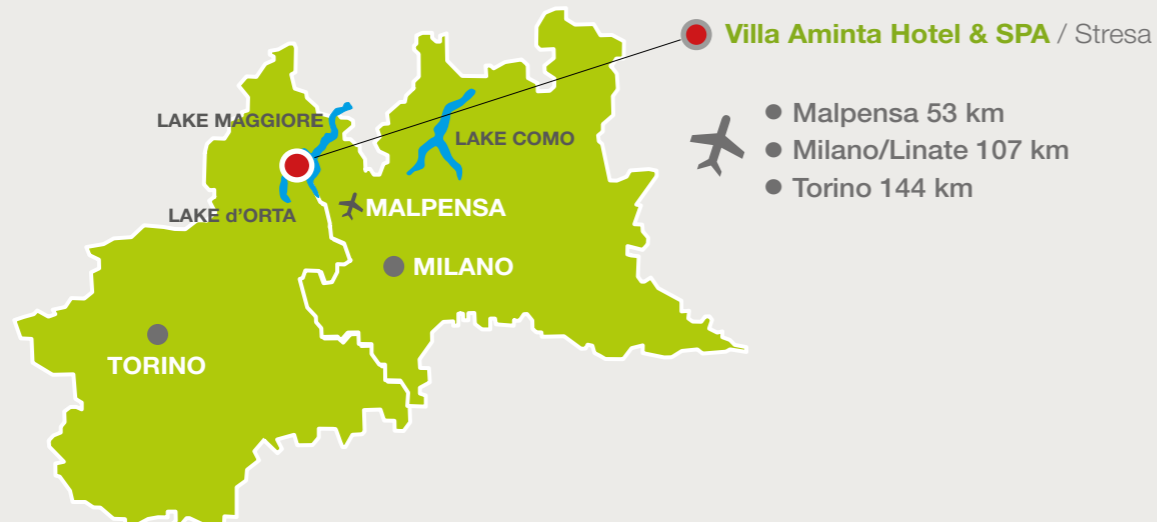 Villa Aminta Hotel & SPA / Stresa
Malpensa 53 km
Milano/Linate 107 km
Torino 144 km
LAKE MAGGIORE
LAKE COMO
LAKE d'ORTA
MALPENSA
MILANO
TORINO